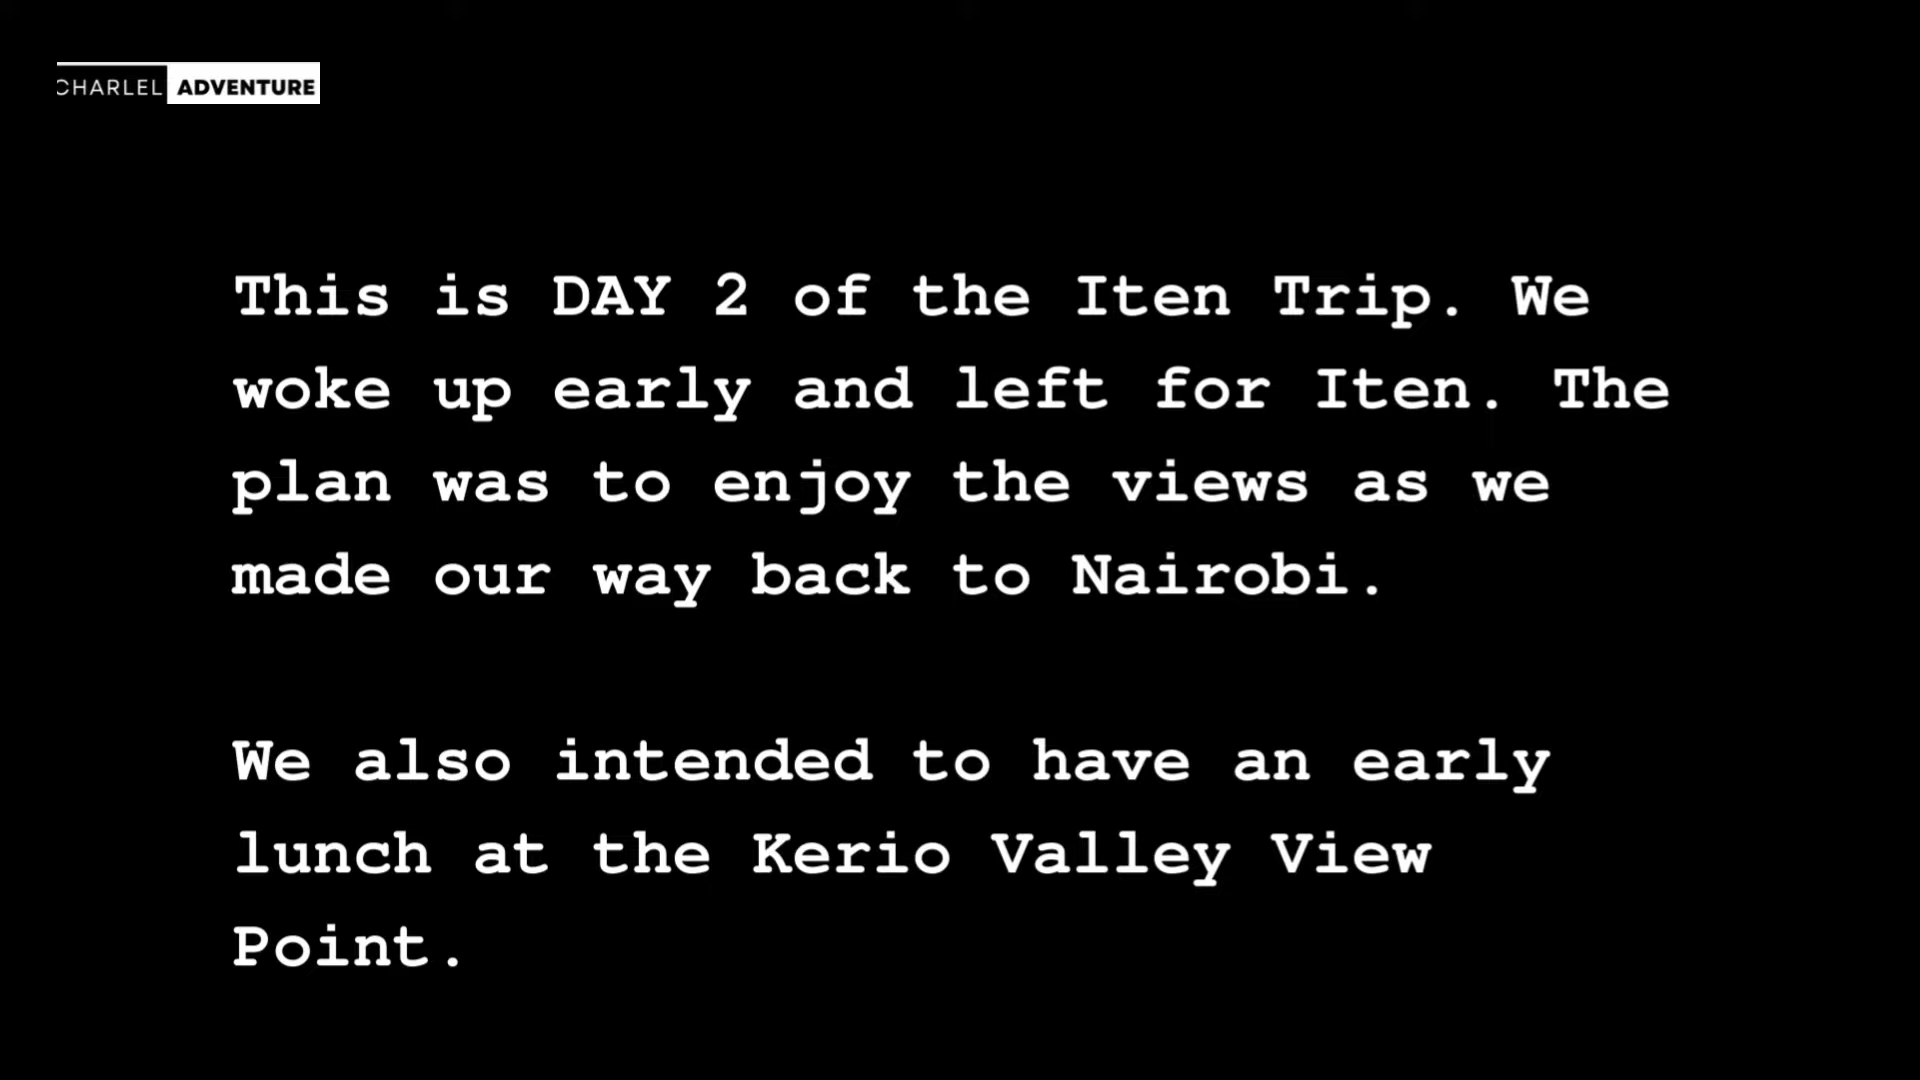 CHARLEL ADVENTURE
This is DAY 2 of the Iten Trip. We
woke up early and left for Iten. The
plan was to enjoy the views as we
made our way back to Nairobi.
We also intended to have an early
lunch at the Kerio Valley View
Point.